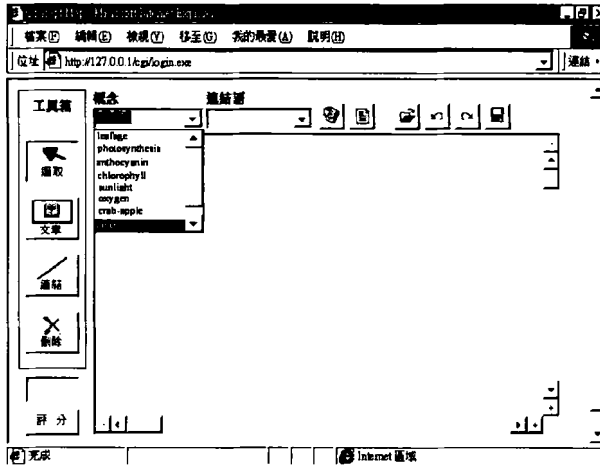 檔案(F) 編輯(E) 檢視(V) 移至(G) 我的最愛(A) 說明(H)
位址 http://127.0.0.1/cgi/login.exe 連結
工具箱 概念 連結語
leafage
photosynthesis
anthocyanin
chlorophyll
sunlight
oxygen
crab-apple
選取
文章
連結
刪除
評 分
完成 Internet 區域